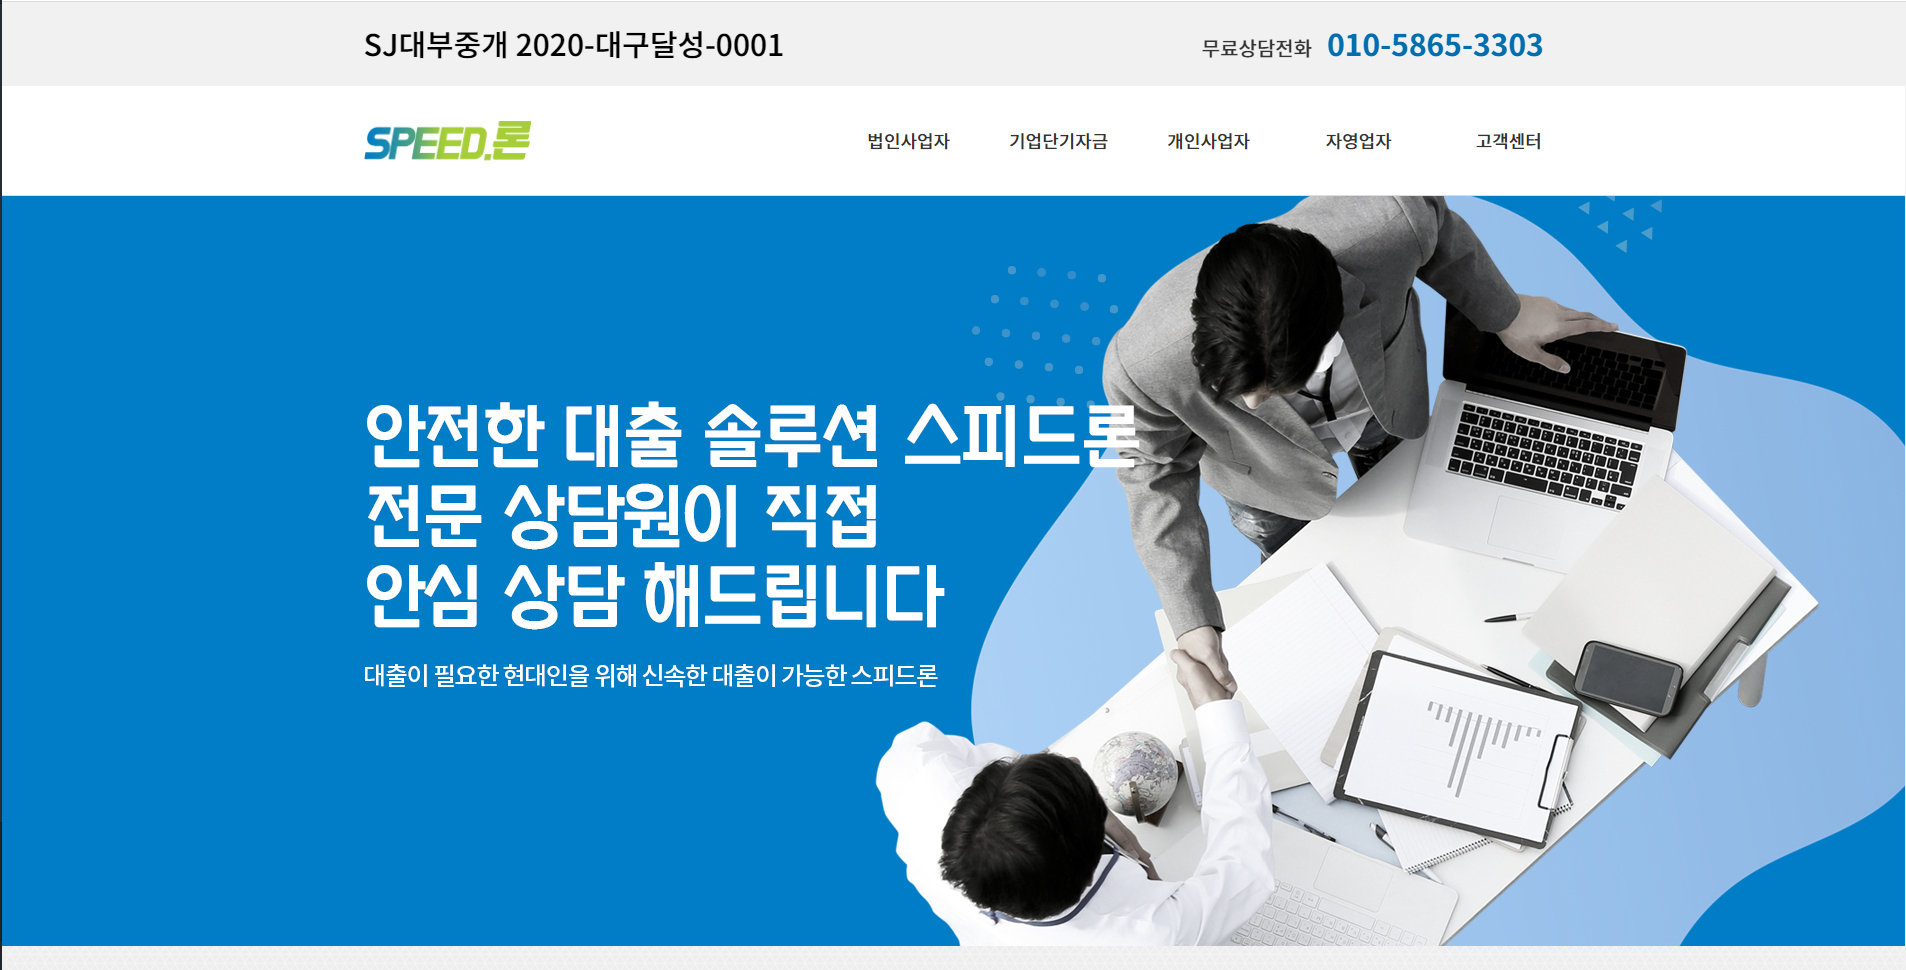 SJ대부중개 2020-대구달성-0001
무료상담전화 010-5865-3303
SPEED.론
법인사업자 기업단기자금 개인사업자 자영업자 고객센터
안전한 대출 솔루션 스피드론
전문 상담원이 직접
안심 상담 해드립니다
대출이 필요한 현대인을 위해 신속한 대출이 가능한 스피드론